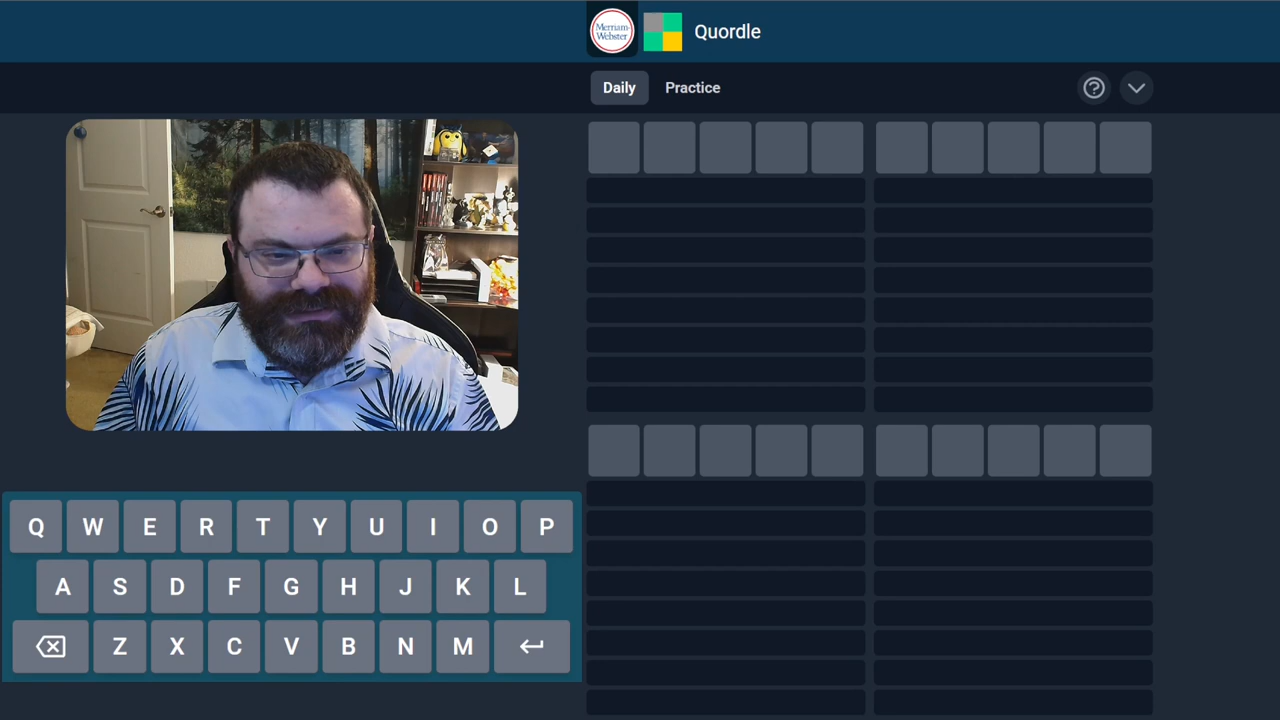 Merriam-
Webster
Quordle
Daily
Practice
Q W E R T Y U I O P
A S D F G H J K L
Z X C V B N M